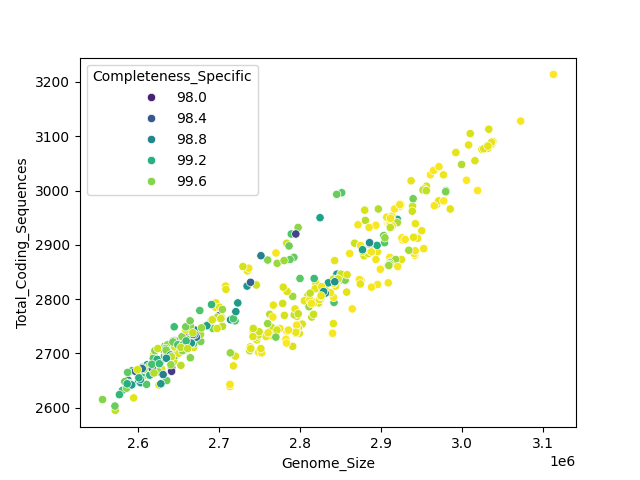 Completeness_Specific
98.0
98.4
98.8
99.2
99.6
3200
3100
3000
2900
2800
2700
2600
Total_Coding_Sequences
2.6 2.7 2.8 2.9 3.0 3.1
1e6
Genome_Size